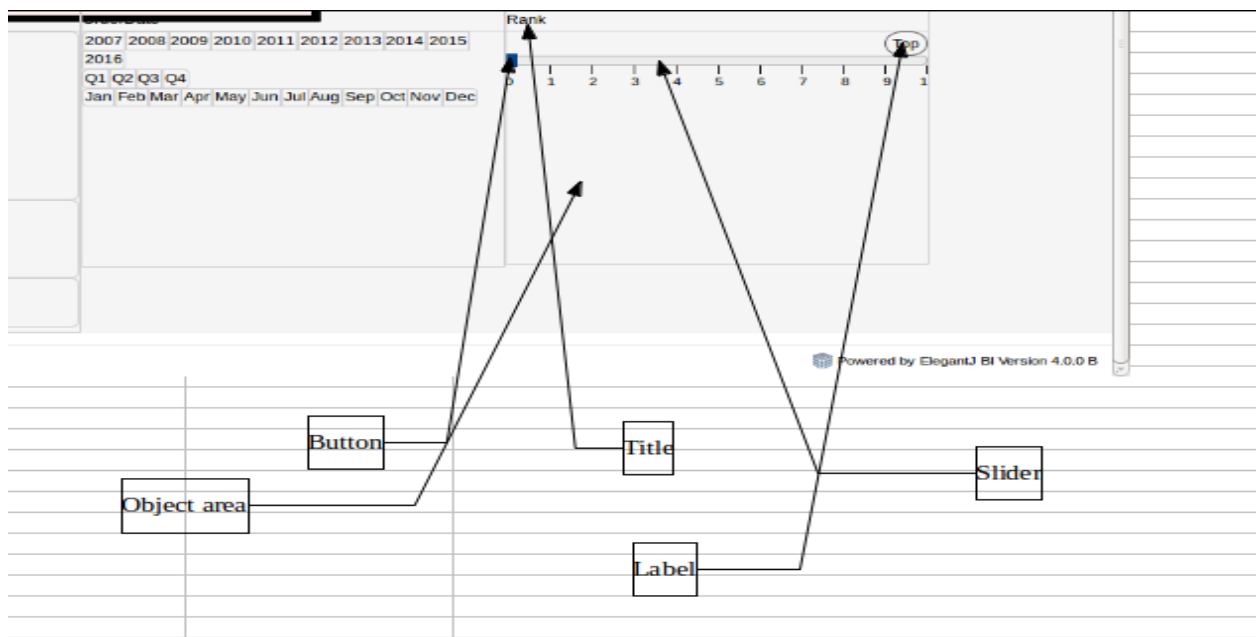 Rank
2007 2008 2009 2010 2011 2012 2013 2014 2015
2016
Q1 Q2 Q3 Q4
Jan Feb Mar Apr May Jun Jul Aug Sep Oct Nov Dec
Top
0 1 2 3 4 5 6 7 8 9 1
Powered by ElegantJ BI Version 4.0.0 B
Button
Title
Slider
Object area
Label